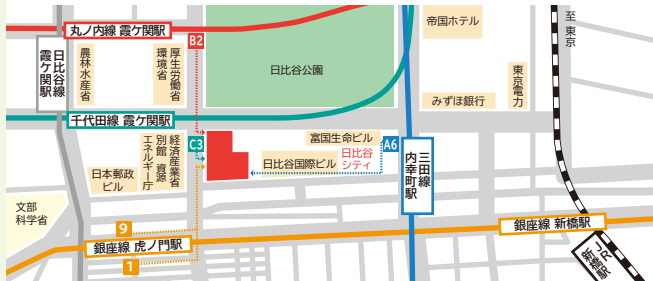 丸ノ内線 霞ケ関駅
B2
帝国ホテル
至 東京
日比谷線
霞ケ関駅
農林水産省
厚生労働省
環境省
日比谷公園
東京電力
みずほ銀行
千代田線 霞ケ関駅
経済産業省
別館 資源
エネルギー庁
C3
富国生命ビル
A6
日比谷国際ビル
日比谷
シティ
三田線
内幸町駅
日本郵政
ビル
文部
科学省
9
銀座線 虎ノ門駅
1
銀座線 新橋駅
JR
新橋駅